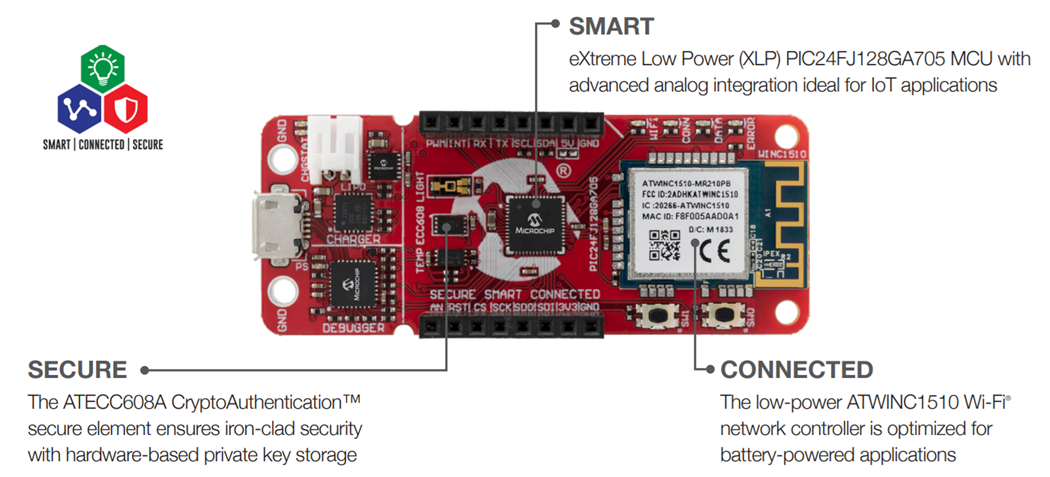 SMART
eXtreme Low Power (XLP) PIC24FJ128GA705 MCU with
advanced analog integration ideal for IoT applications
SMART | CONNECTED | SECURE
GND
CHGSTAT
LIPO
CHARGER
PS
GND
DEBUGGER
MICROCHIP
PWM|INT|RX|TX|SCL|SDA|5V|GND
LIGHT
ECC608
TEMP
MICROCHIP
®
PIC24FJ128GA705
SECURE SMART CONNECTED
AN|RST|CS|SCK|SDO|SDI|3V3|GND
WIFI
CONN
DATA
ERROR
WINC1510
ATWINC1510-MR210PB
FCC ID:2ADHKATWINC1510
IC :20266-ATWINC1510
MAC ID: F8F005AAD0A1
D/C: M 1833
CE
A1
SW1
SW0
SECURE
The ATECC608A CryptoAuthentication™
secure element ensures iron-clad security
with hardware-based private key storage
CONNECTED
The low-power ATWINC1510 Wi-Fi®
network controller is optimized for
battery-powered applications